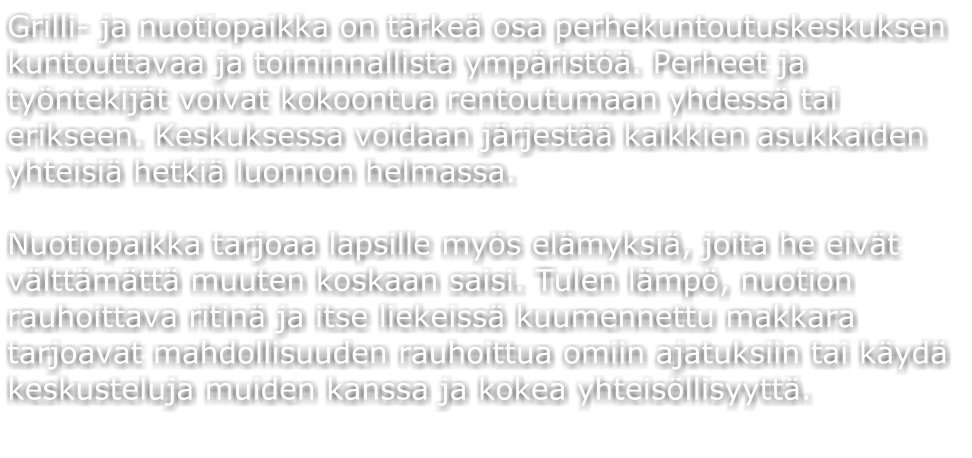 Grilli- ja nuotiopaikka on tärkeä osa perhekuntoutuskeskuksen
kuntouttavaa ja toiminnallista ympäristöä. Perheet ja
työntekijät voivat kokoontua rentoutumaan yhdessä tai
erikseen. Keskuksessa voidaan järjestää kaikkien asukkaiden
yhteisiä hetkiä luonnon helmassa.

Nuotiopaikka tarjoaa lapsille myös elämyksiä, joita he eivät
välttämättä muuten koskaan saisi. Tulen lämpö, nuotion
rauhoittava ritinä ja itse liekeissä kuumennettu makkara
tarjoavat mahdollisuuden rauhoittua omiin ajatuksiin tai käydä
keskusteluja muiden kanssa ja kokea yhteisöllisyyttä.